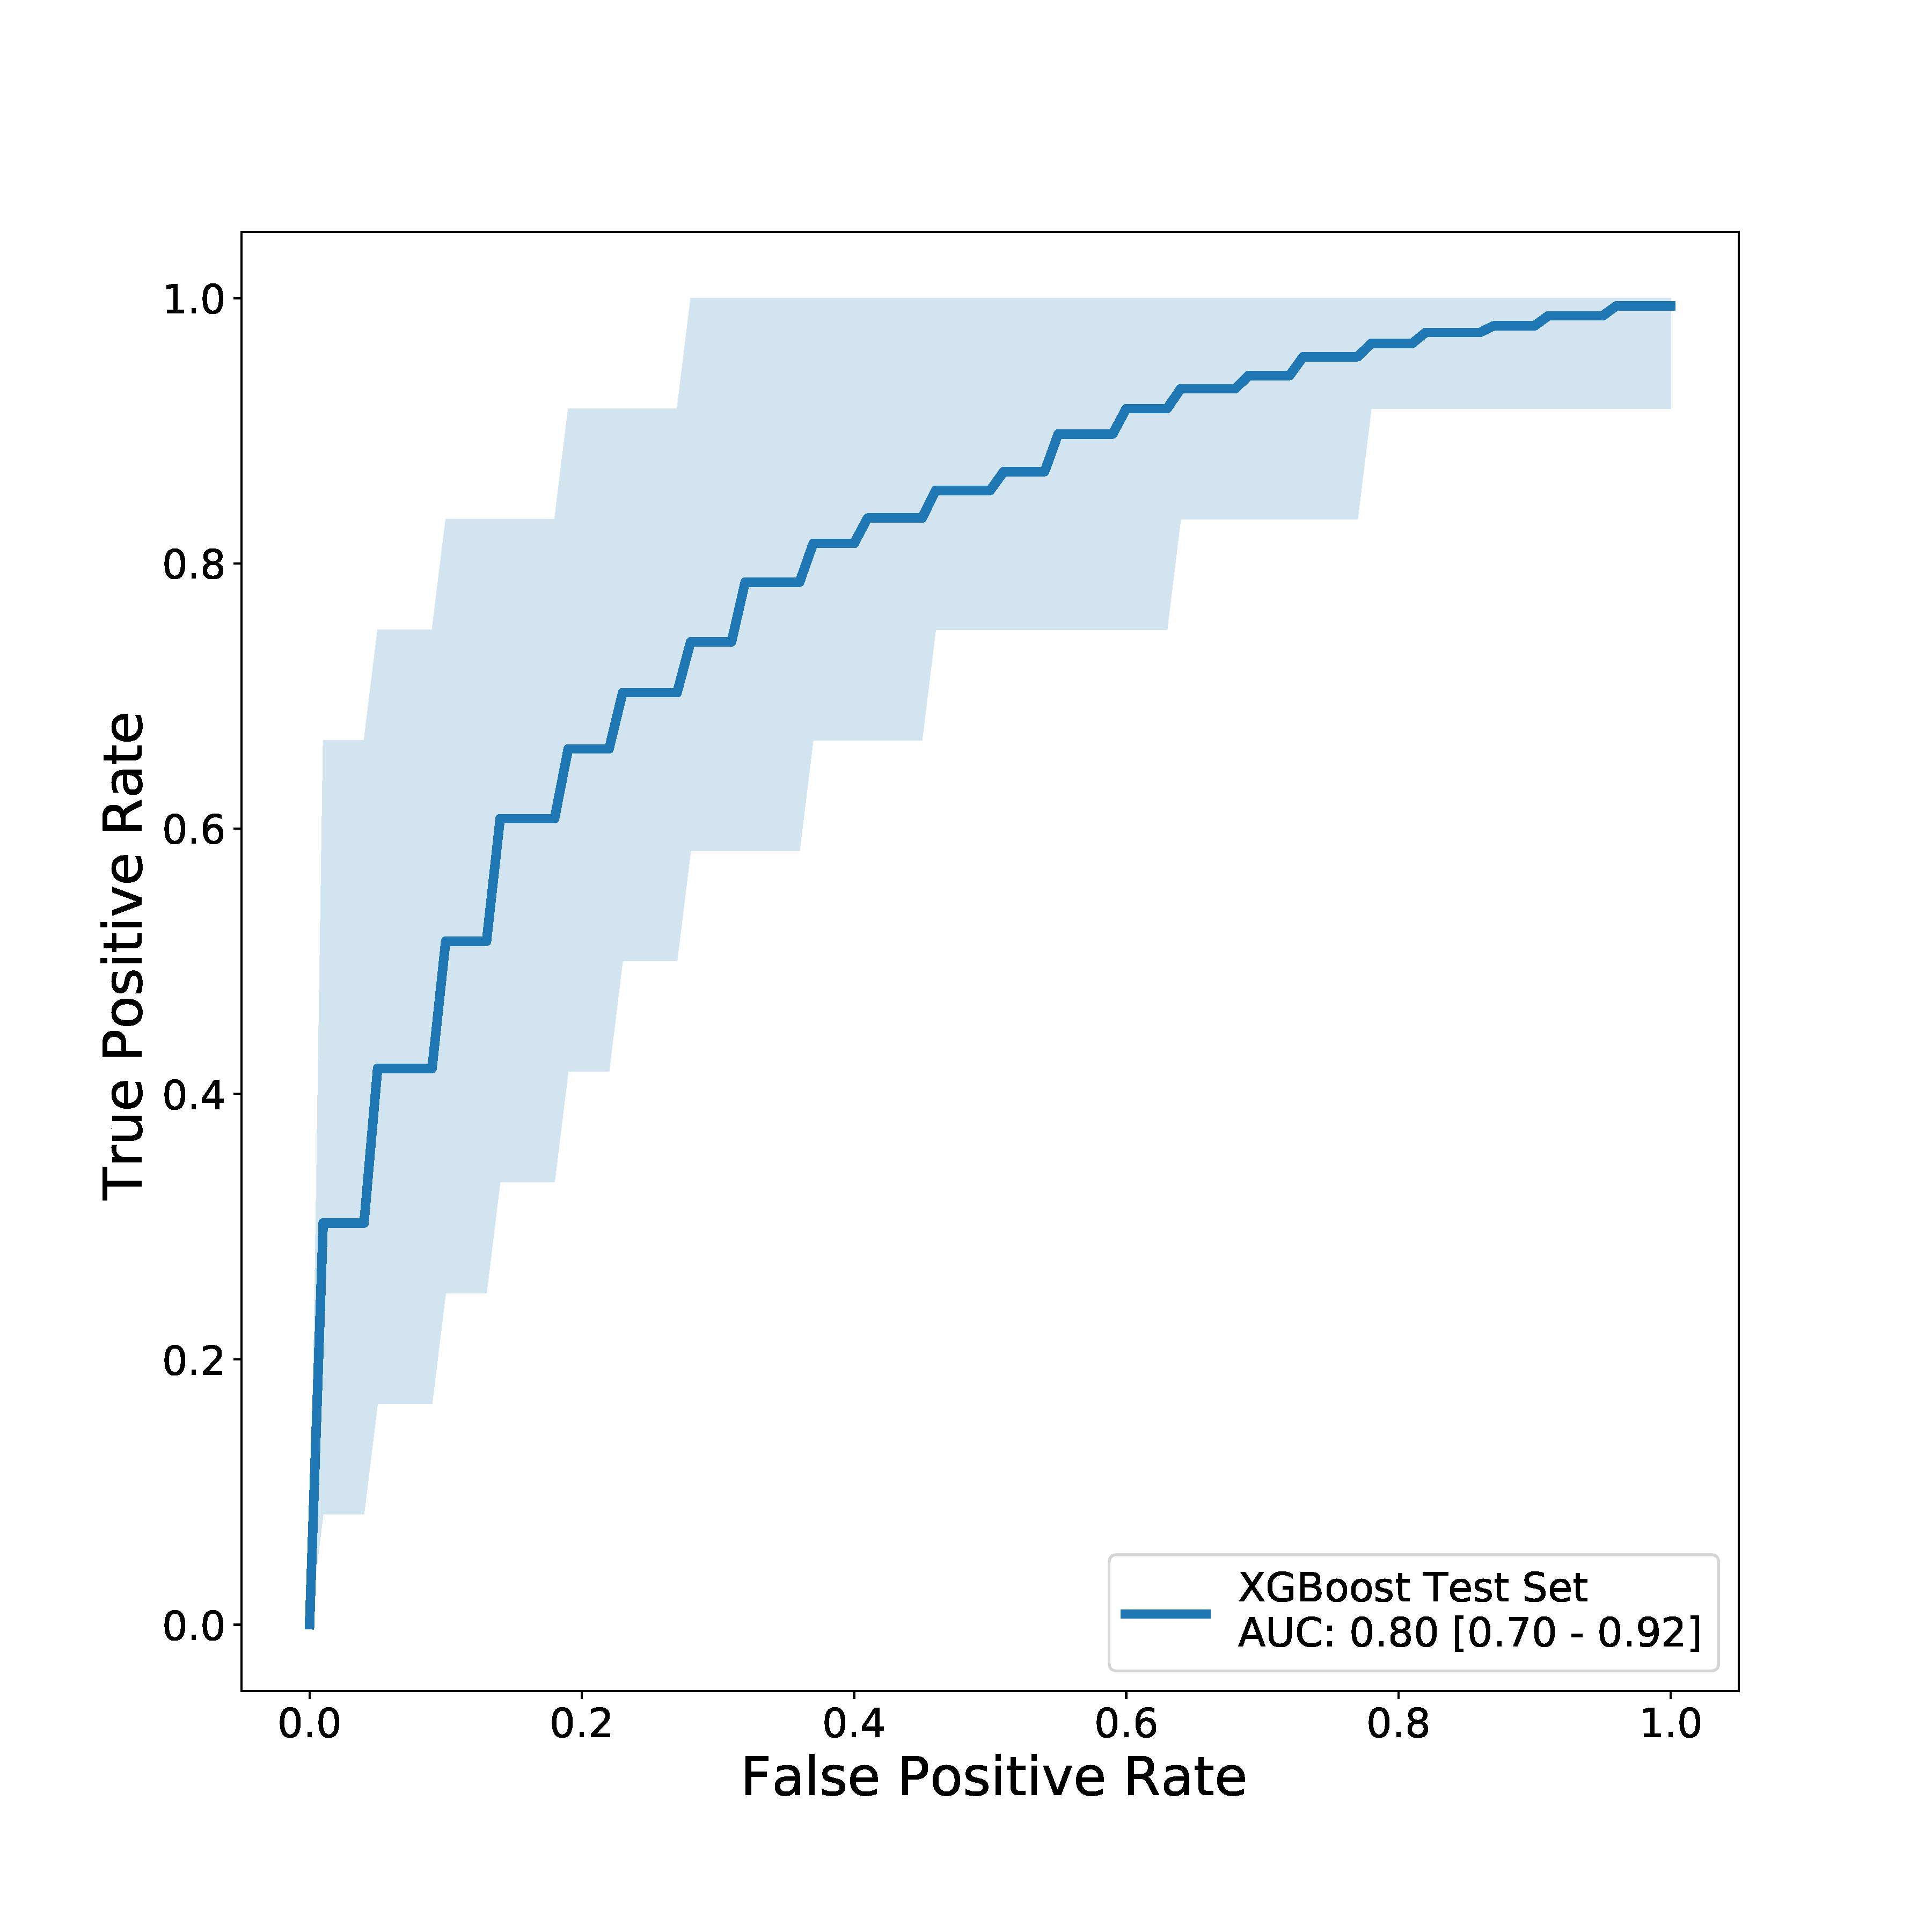 1.0
0.8
0.6
0.4
0.2
0.0
True Positive Rate
XGBoost Test Set
AUC: 0.80 [0.70 - 0.92]
0.0 0.2 0.4 0.6 0.8 1.0
False Positive Rate